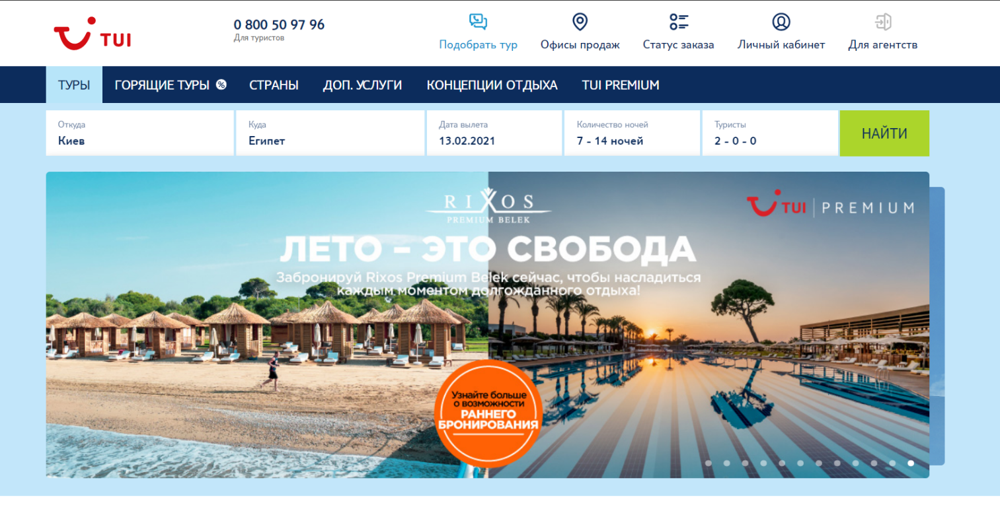 TUI
0 800 50 97 96
Для туристов
Подобрать тур
Офисы продаж
Статус заказа
Личный кабинет
Для агентств
ТУРЫ
ГОРЯЩИЕ ТУРЫ %
СТРАНЫ
ДОП. УСЛУГИ
КОНЦЕПЦИИ ОТДЫХА
TUI PREMIUM
Откуда
Киев
Куда
Египет
Дата вылета
13.02.2021
Количество ночей
7 - 14 ночей
Туристы
2 - 0 - 0
НАЙТИ
RIXOS
PREMIUM BELEK
TUI | PREMIUM
ЛЕТО – ЭТО СВОБОДА
Забронируй Rixos Premium Belek сейчас, чтобы насладиться
каждым моментом долгожданного отдыха!
Узнайте больше
о возможности
РАННЕГО
БРОНИРОВАНИЯ